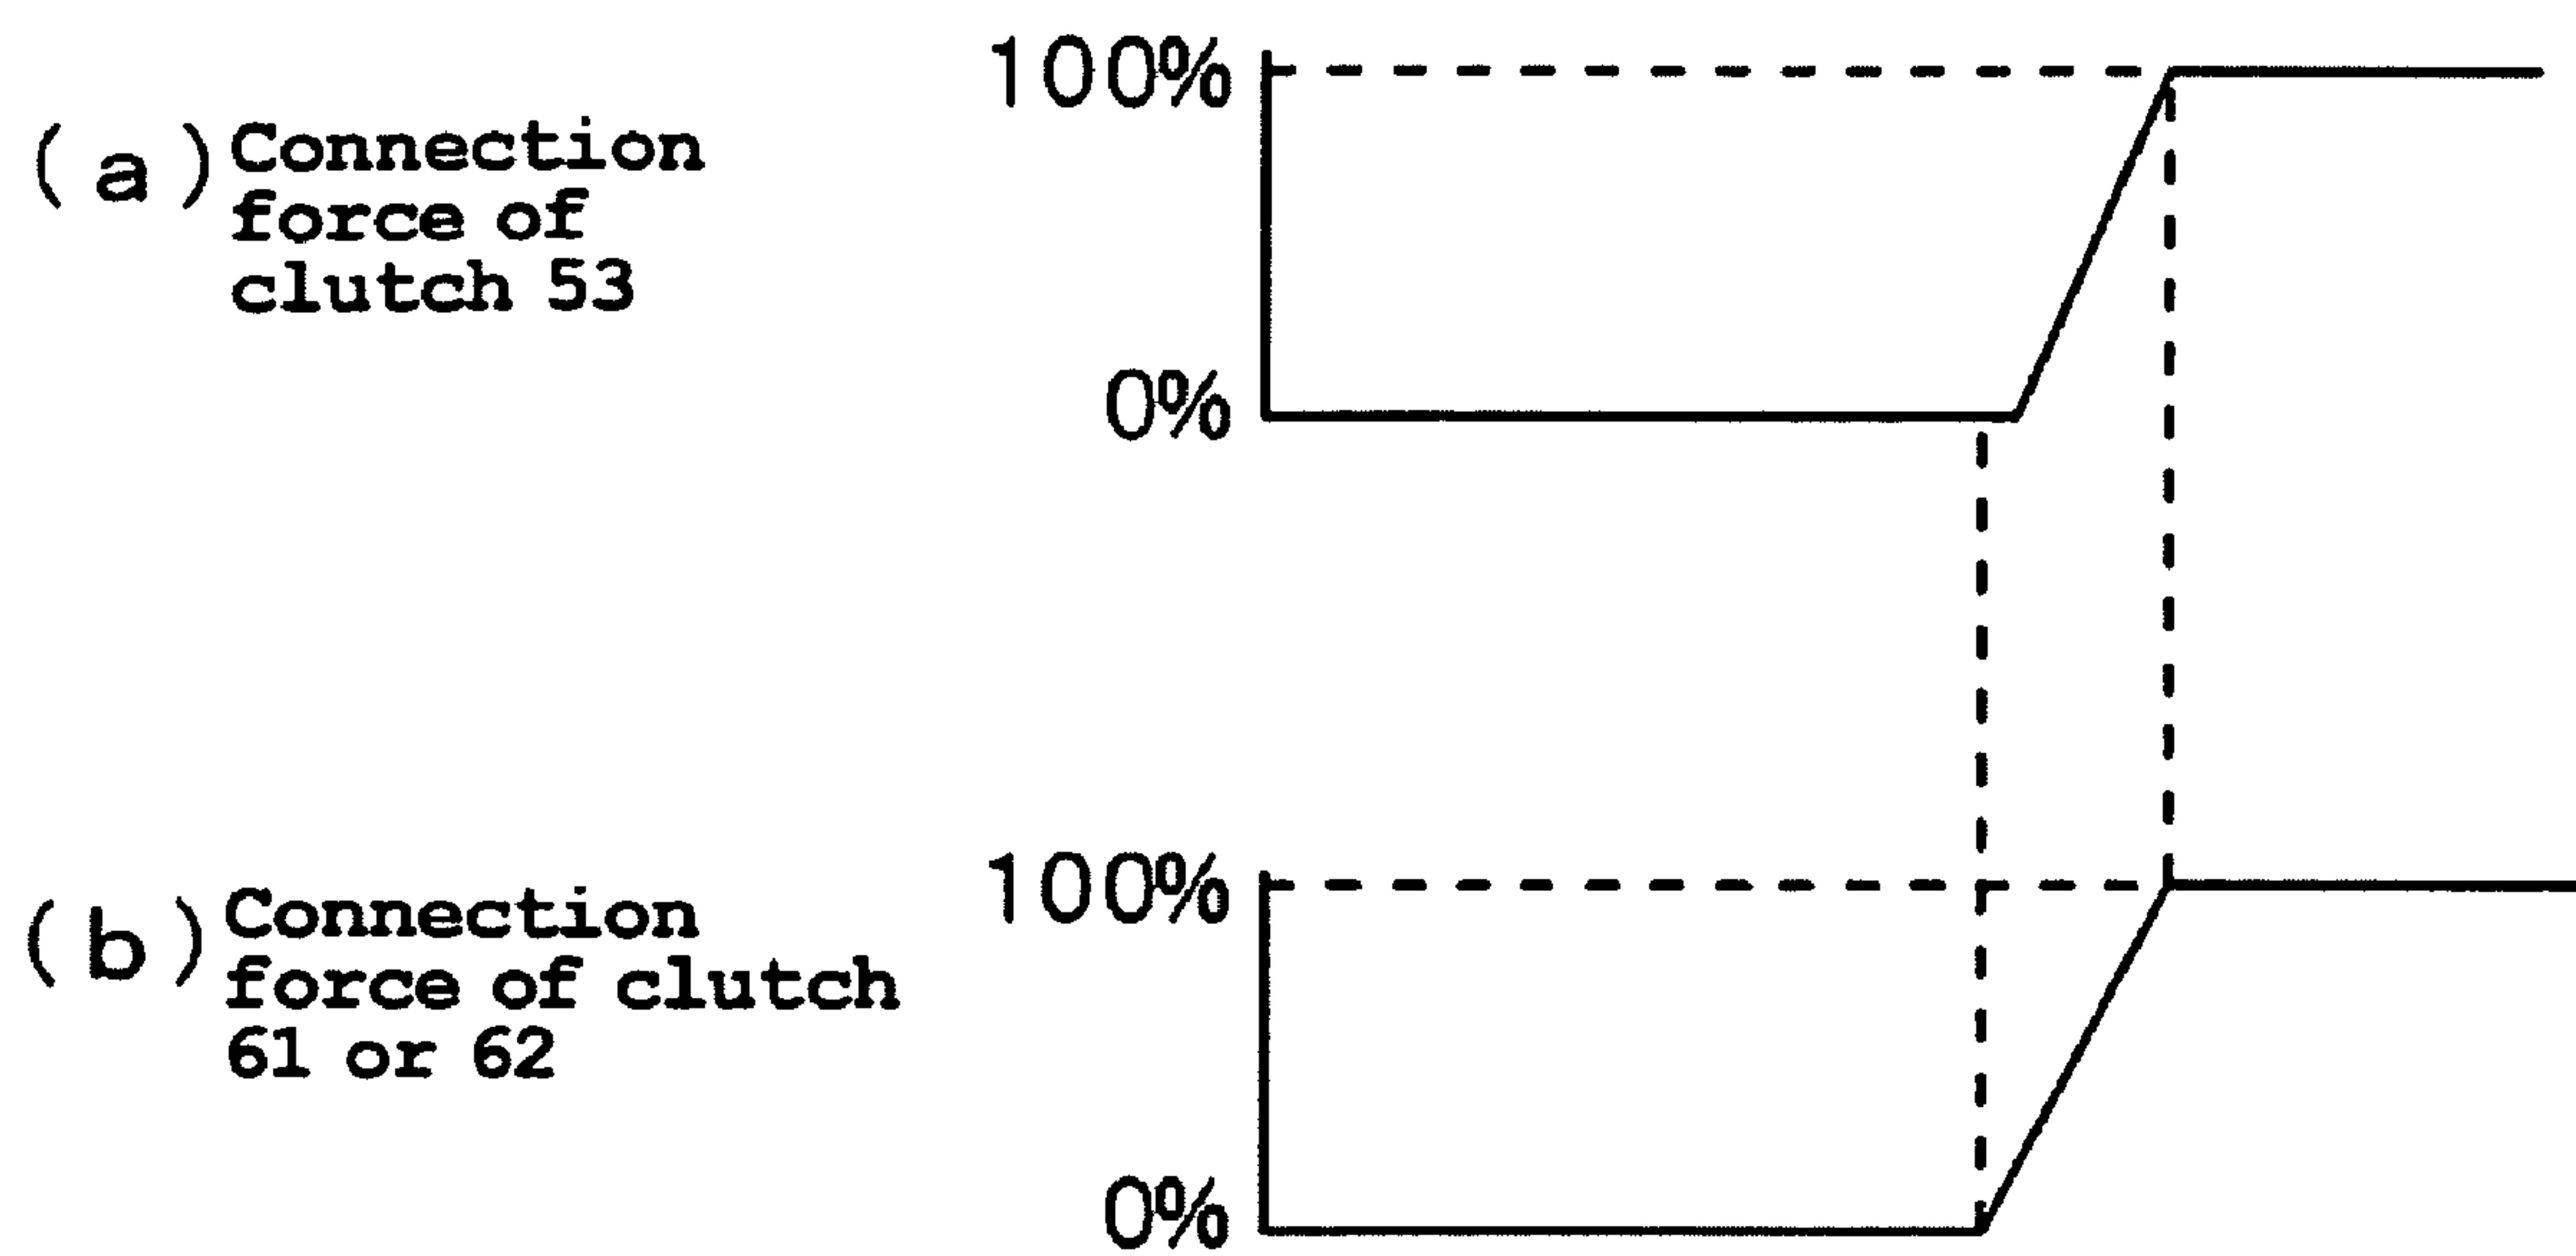 100%
(a) Connection
force of
clutch 53
0%
100%
(b) Connection
force of clutch
61 or 62
0%